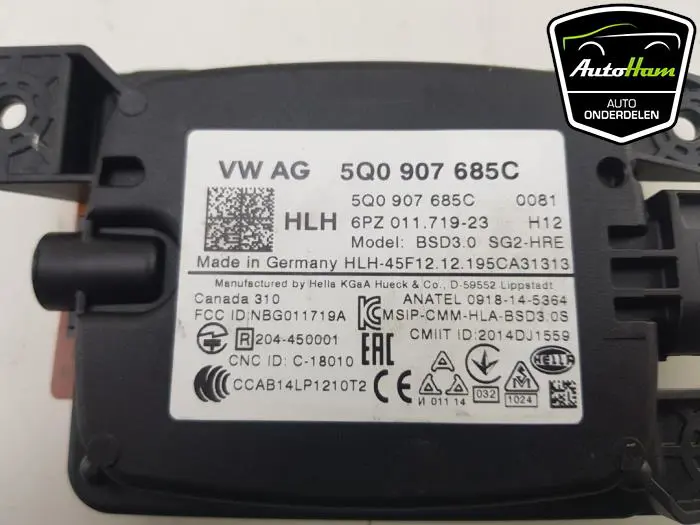 AutoHam
AUTO
ONDERDELEN
VW AG 5Q0 907 685C
5Q0 907 685C 0081
HLH 6PZ 011.719-23 H12
Model: BSD3.0 SG2-HRE
Made in Germany HLH-45F12.12.195CA31313
Manufactured by Hella KGaA Hueck & Co., D-59552 Lippstadt
Canada 310 ANATEL 0918-14-5364
FCC ID:NBG011719A MSIP-CMM-HLA-BSD3.0S
R 204-450001 CMIIT ID:2014DJ1559
CNC ID: C-18010 EAC HELLA
CCAB14LP1210T2 CE И 011 14 032 1024